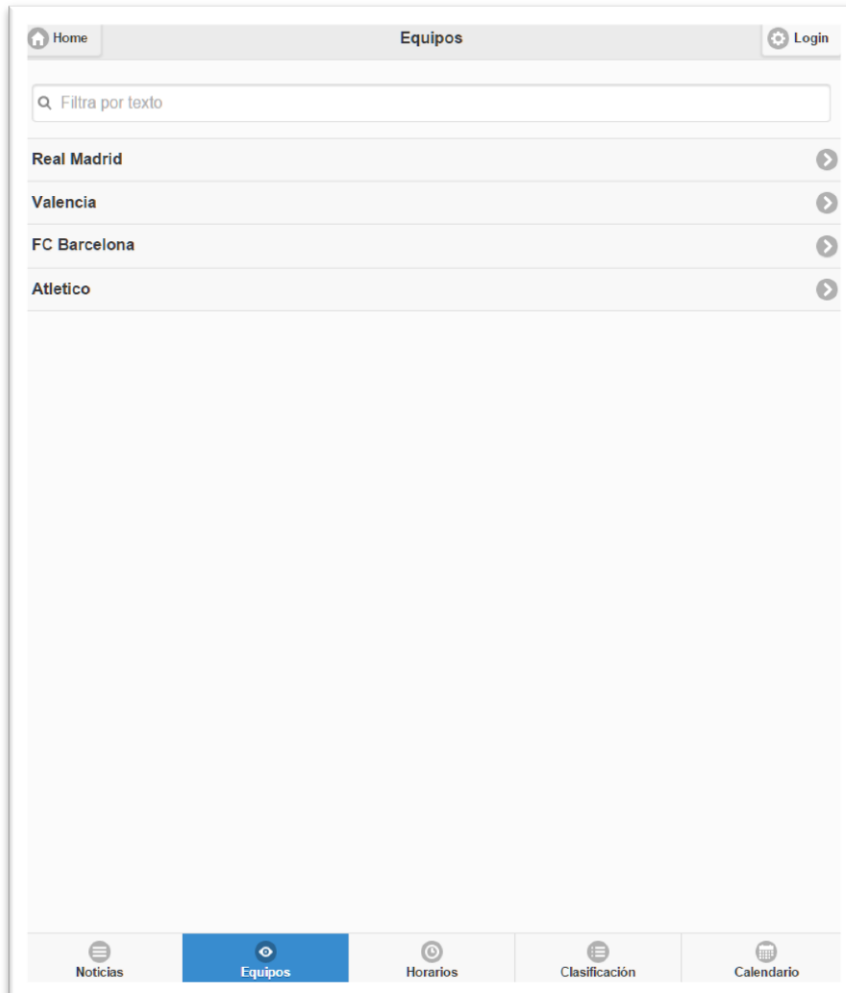 Home Equipos Login
Filtra por texto
Real Madrid
Valencia
FC Barcelona
Atletico
Noticias Equipos Horarios Clasificación Calendario